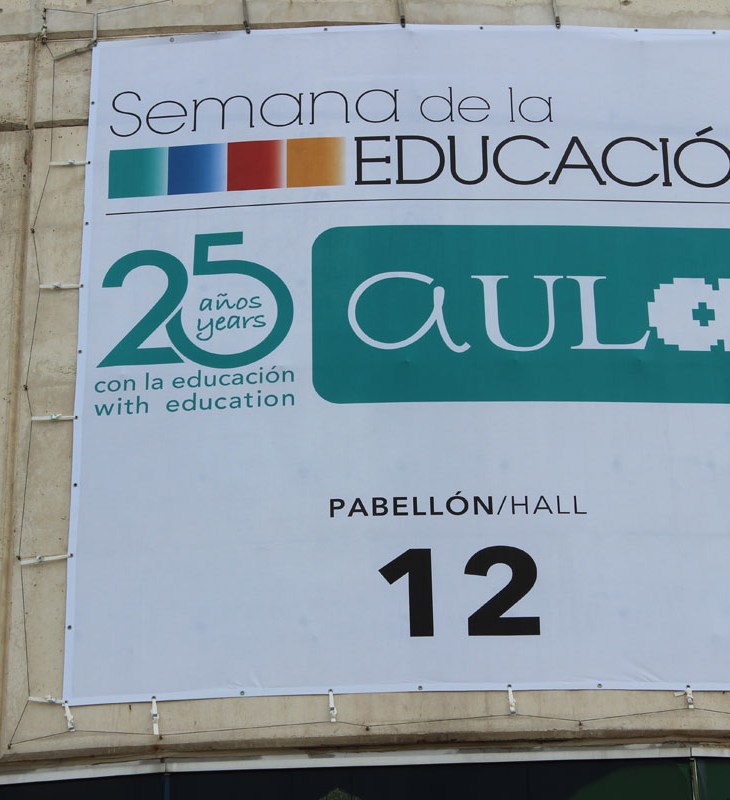 Semana de la
EDUCACIÓ
25 años
years
con la educación
with education
AUL
PABELLÓN/HALL
12